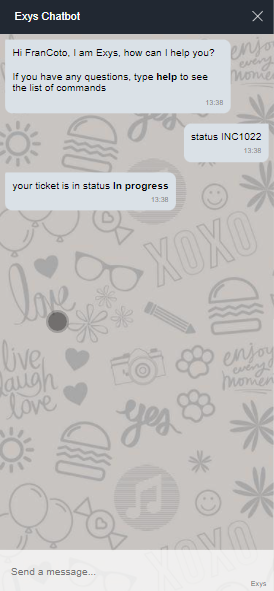 Exys Chatbot
Hi FranCoto, I am Exys, how can I help you?
If you have any questions, type help to see
the list of commands
13:38
status INC1022
13:38
your ticket is in status In progress
13:38
enjoy
every
moment
yes
XOXO
love
live
laugh
love
enjoy
every
moment
yes
XOXO
Send a message...
Exys